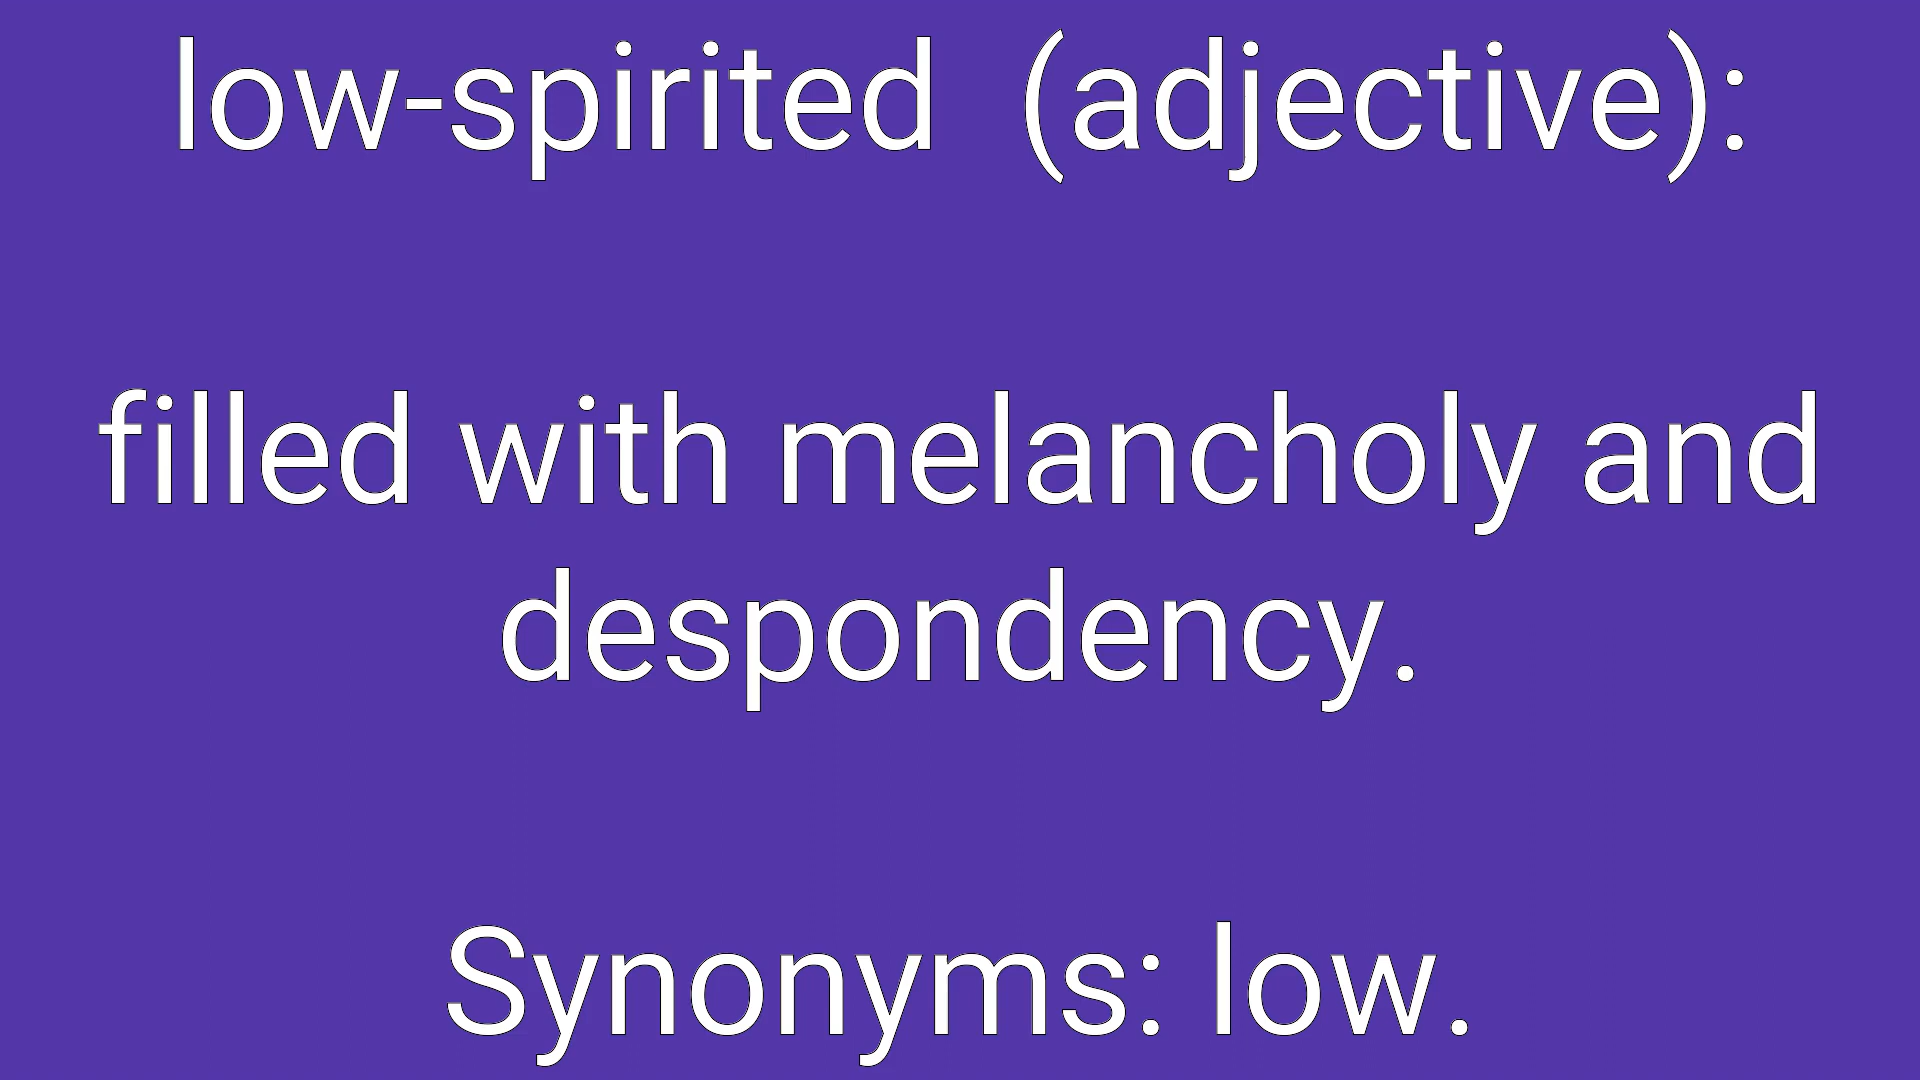 low-spirited  (adjective):
filled with melancholy and
despondency.
Synonyms: low.